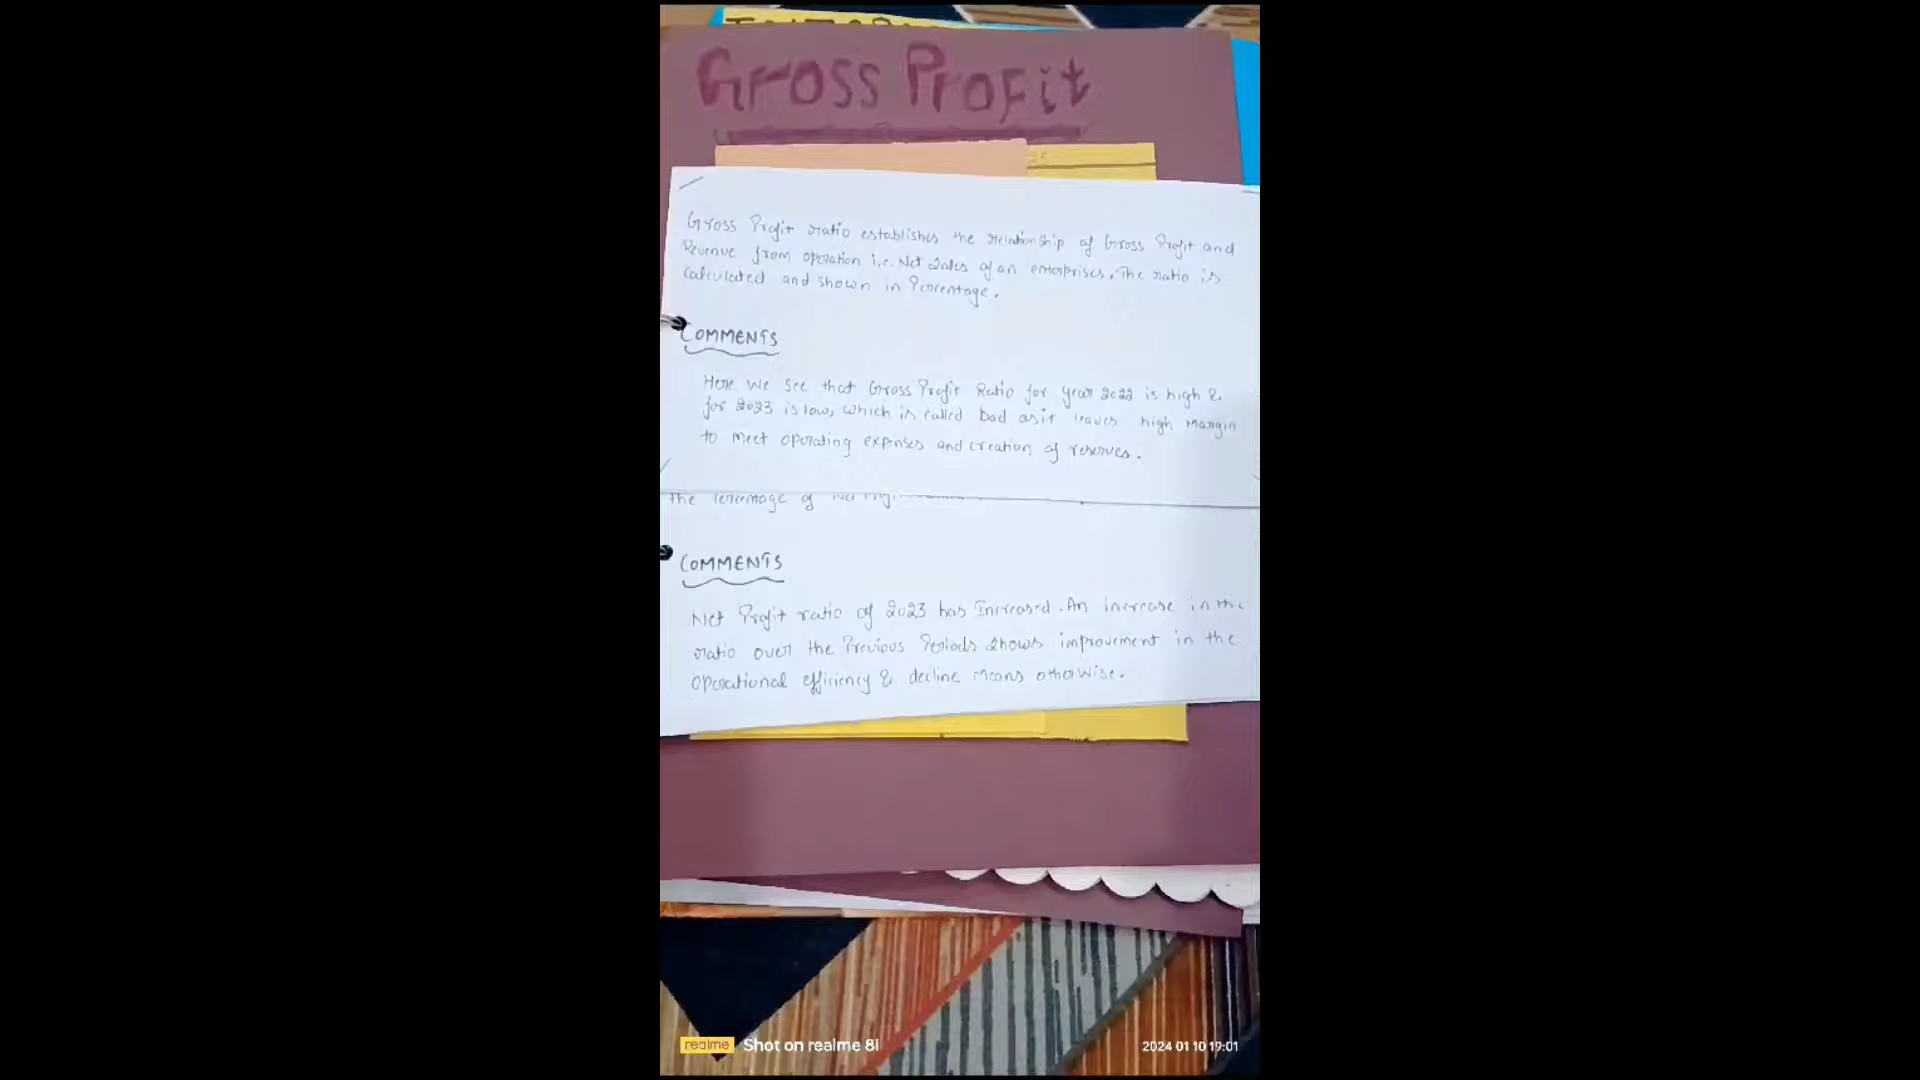 Gross Profit
Gross Profit ratio establishes the relationship of Gross Profit and
Revenue from operation i.e. Net Sales of an enterprises. The ratio is
calculated and shown in Percentage.
COMMENTS
Here we see that Gross Profit Ratio for year 2022 is high &
for 2023 is low, which is called bad as it leaves high margin
to meet operating expenses and creation of reserves.
the Percentage of Net
COMMENTS
Net Profit ratio of 2023 has Increased. An increase in the
ratio over the Previous Periods shows improvement in the
operational efficiency & decline means otherwise.
realme Shot on realme 8i
2024 01 10 19:01